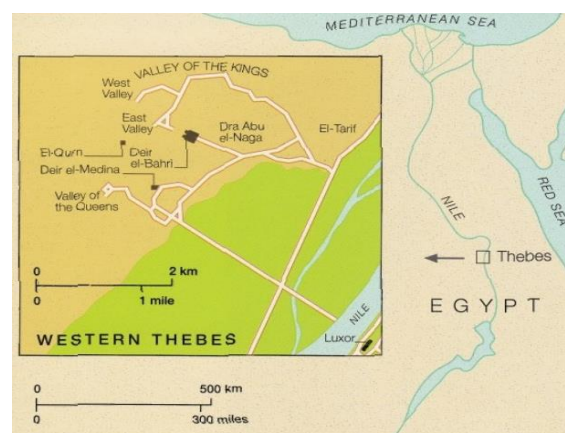 MEDITERRANEAN SEA
VALLEY OF THE KINGS
West
Valley
East
Valley
Dra Abu
el-Naga
El-Tarif
El-Qurn
Deir
el-Bahri
Deir el-Medina
Valley of
the Queens
0 2 km
0 1 mile
WESTERN THEBES
NILE
Luxor
NILE
RED SEA
Thebes
EGYPT
0 500 km
0 300 miles